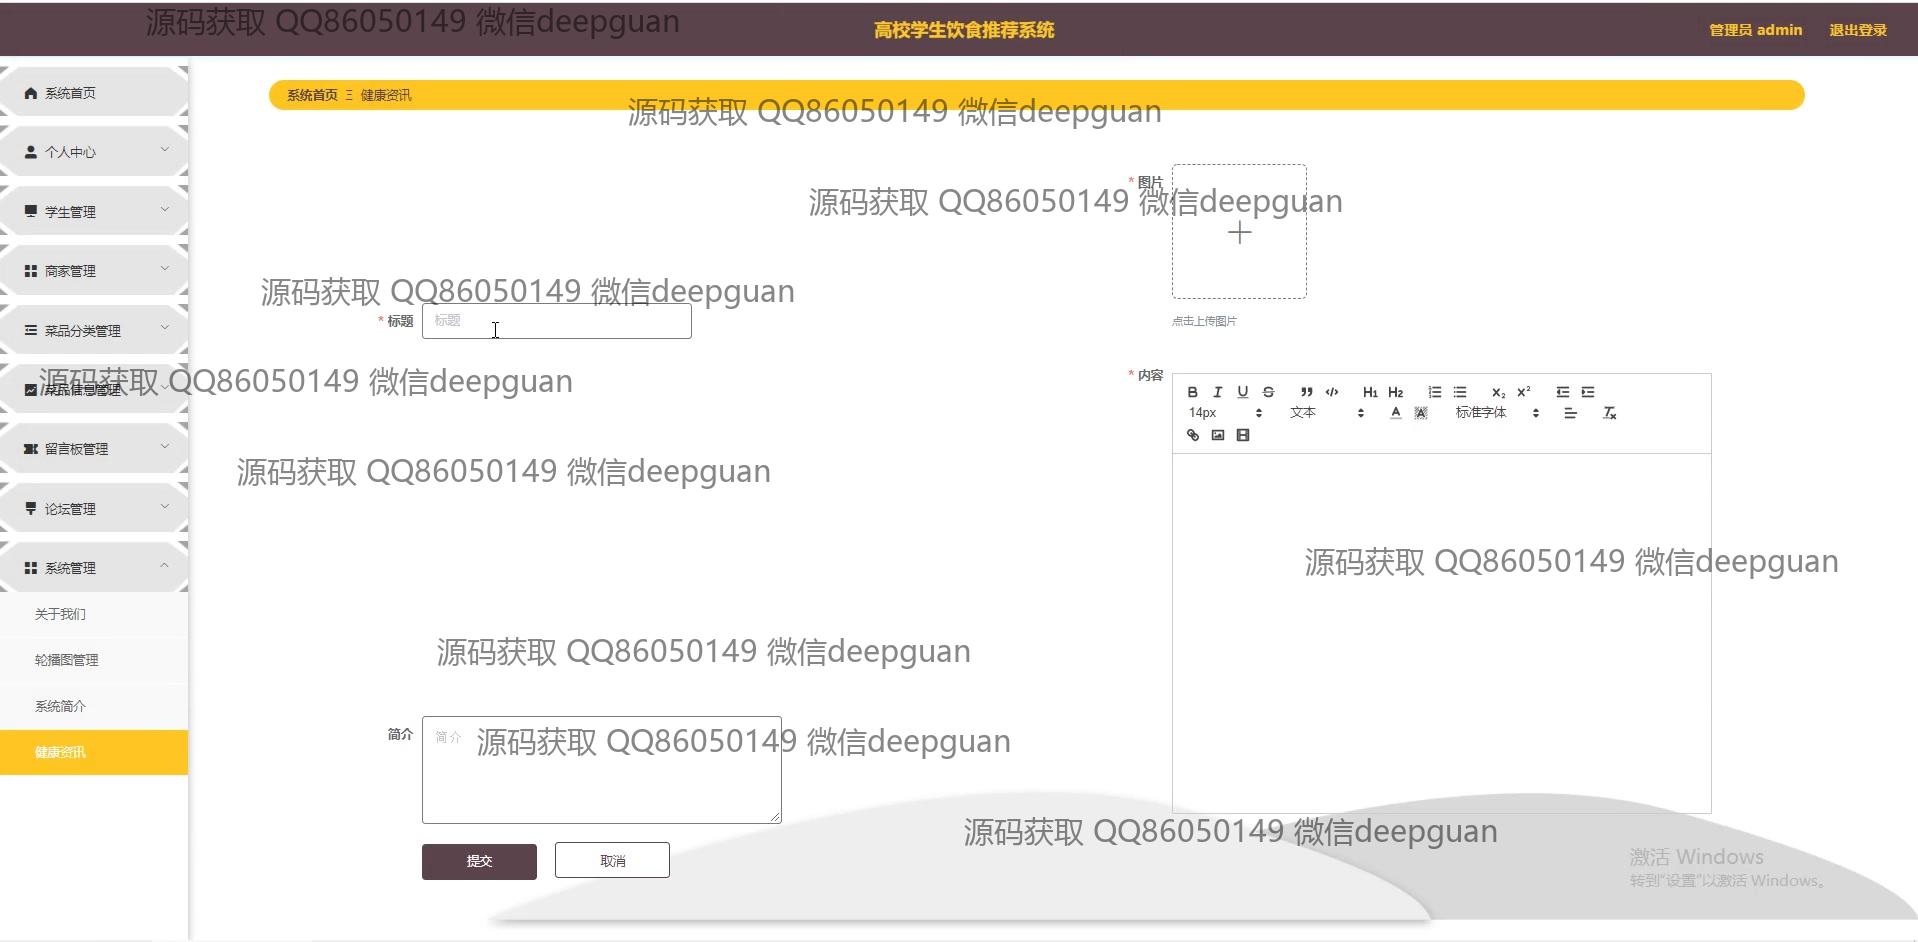 源码获取 QQ86050149 微信deepguan
高校学生饮食推荐系统
管理员 admin
退出登录
系统首页
个人中心
学生管理
商家管理
菜品分类管理
菜品信息管理
留言板管理
论坛管理
系统管理
关于我们
轮播图管理
系统简介
健康资讯
系统首页 Ξ 健康资讯
源码获取 QQ86050149 微信deepguan
* 图片
源码获取 QQ86050149 微信deepguan
源码获取 QQ86050149 微信deepguan
* 标题
标题
点击上传图片
源码获取 QQ86050149 微信deepguan
* 内容
B I U S ” </> H1 H2 X₂ X²
14px 文本 A A 标准字体 Tx
源码获取 QQ86050149 微信deepguan
源码获取 QQ86050149 微信deepguan
源码获取 QQ86050149 微信deepguan
简介
简介
源码获取 QQ86050149 微信deepguan
源码获取 QQ86050149 微信deepguan
提交
取消
激活 Windows
转到“设置”以激活 Windows。